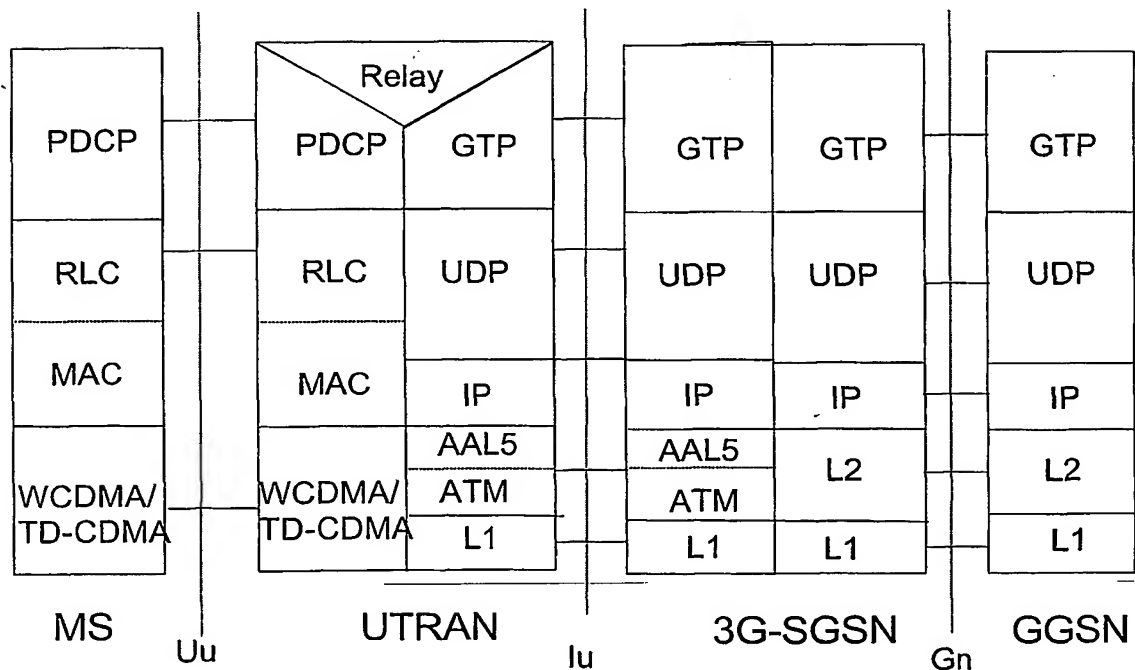 Relay
PDCP
PDCP
GTP
GTP
GTP
GTP
RLC
RLC
UDP
UDP
UDP
UDP
MAC
MAC
IP
IP
IP
IP
WCDMA/
TD-CDMA
WCDMA/
TD-CDMA
AAL5
ATM
L1
AAL5
ATM
L1
L2
L1
L2
L1
MS
Uu
UTRAN
Iu
3G-SGSN
Gn
GGSN